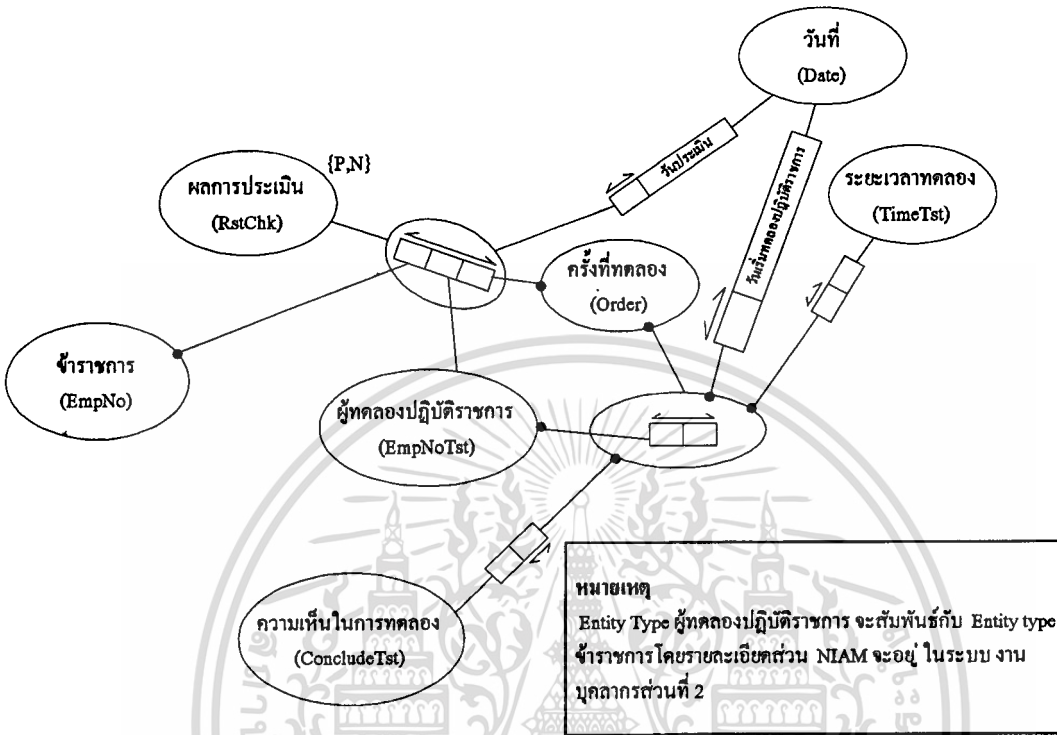 วันที่
(Date)
วันประเมิน
วันเริ่มทดลองปฏิบัติราชการ
{P,N}
ผลการประเมิน
(RstChk)
ระยะเวลาทดลอง
(TimeTst)
ครั้งที่ทดลอง
(Order)
ข้าราชการ
(EmpNo)
ผู้ทดลองปฏิบัติราชการ
(EmpNoTst)
ความเห็นในการทดลอง
(ConcludeTst)
หมายเหตุ
Entity Type ผู้ทดลองปฏิบัติราชการ จะสัมพันธ์กับ Entity type
ข้าราชการโดยรายละเอียดส่วน NIAM จะอยู่ ในระบบ งาน
บุคลากรส่วนที่ 2